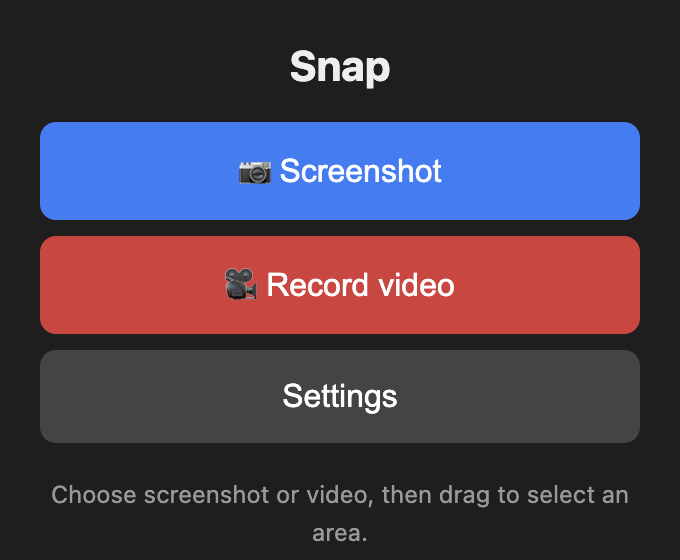 Snap
📷 Screenshot
🎥 Record video
Settings
Choose screenshot or video, then drag to select an
area.